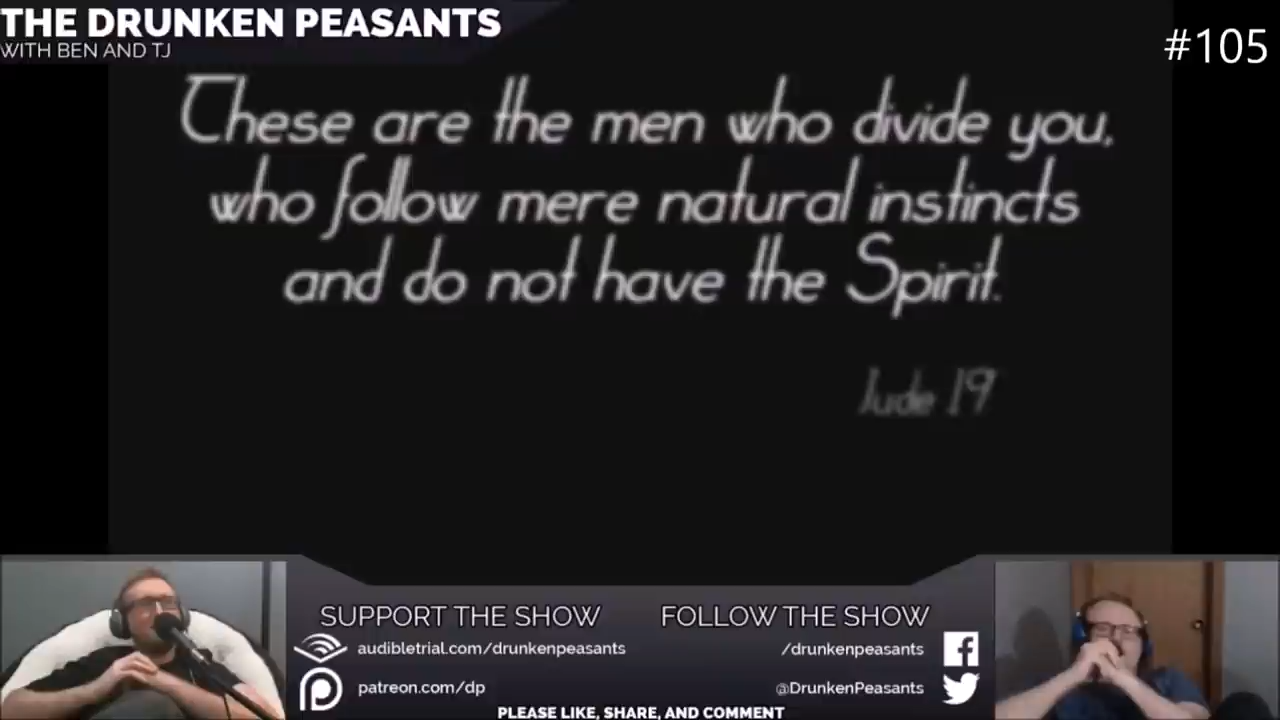 THE DRUNKEN PEASANTS
WITH BEN AND TJ
#105
These are the men who divide you,
who follow mere natural instincts
and do not have the Spirit.
Jude 19
SUPPORT THE SHOW
FOLLOW THE SHOW
audibletrial.com/drunkenpeasants
/drunkenpeasants
patreon.com/dp
@DrunkenPeasants
PLEASE LIKE, SHARE, AND COMMENT